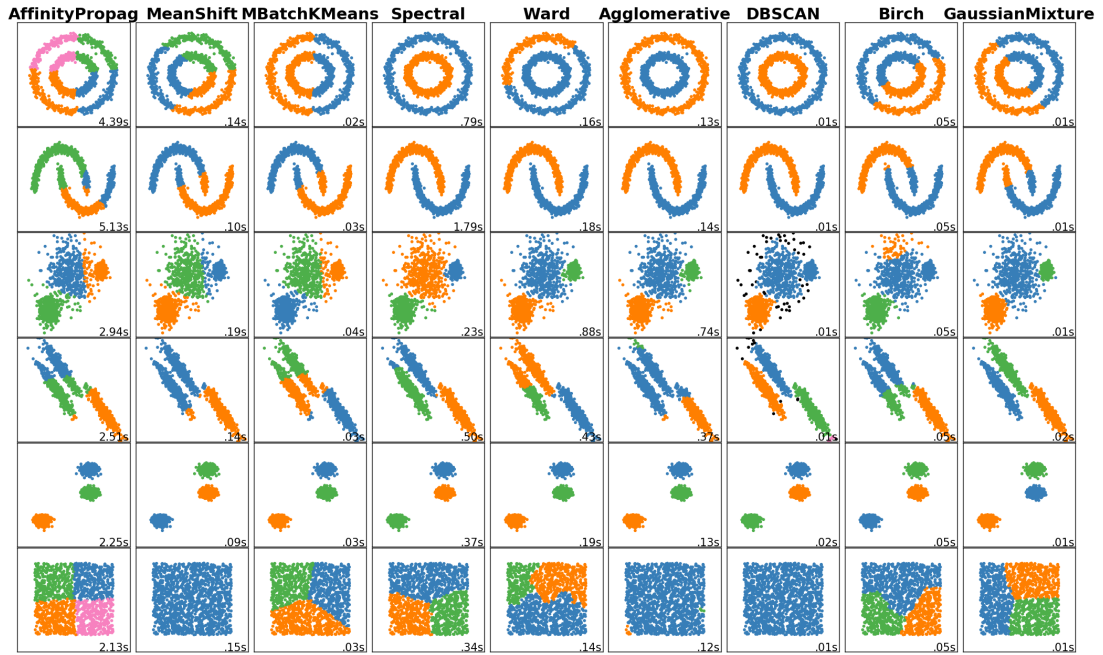 AffinityPropag MeanShift MBatchKMeans Spectral Ward Agglomerative DBSCAN Birch GaussianMixture
4.39s .14s .02s .79s .16s .13s .01s .05s .01s
5.13s .10s .03s 1.79s .18s .14s .01s .05s .01s
2.94s .19s .04s .23s .88s .74s .01s .05s .01s
2.51s .14s .03s .50s .43s .37s .01s .05s .02s
2.25s .09s .03s .37s .19s .13s .02s .05s .01s
2.13s .15s .03s .34s .14s .12s .01s .05s .01s